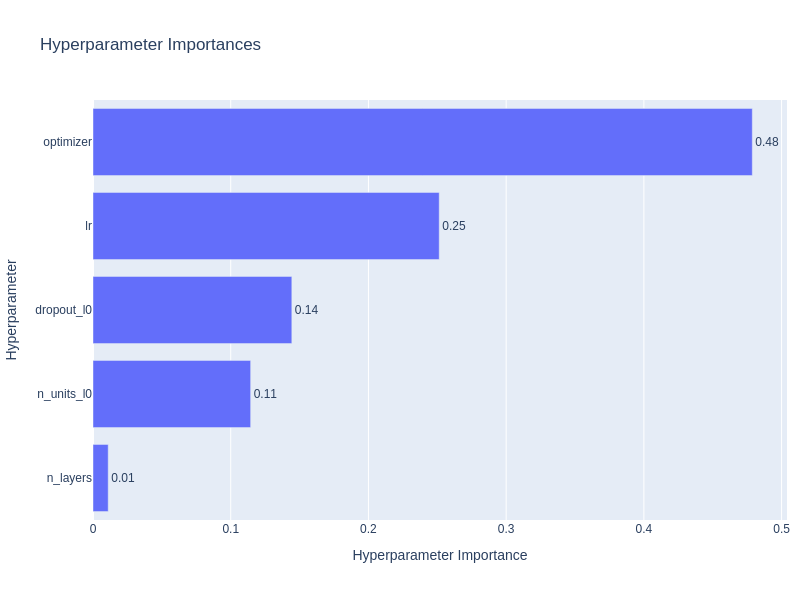 Hyperparameter Importances
optimizer
0.48
lr
0.25
dropout_l0
0.14
n_units_l0
0.11
n_layers
0.01
0
0.1
0.2
0.3
0.4
0.5
Hyperparameter Importance
Hyperparameter